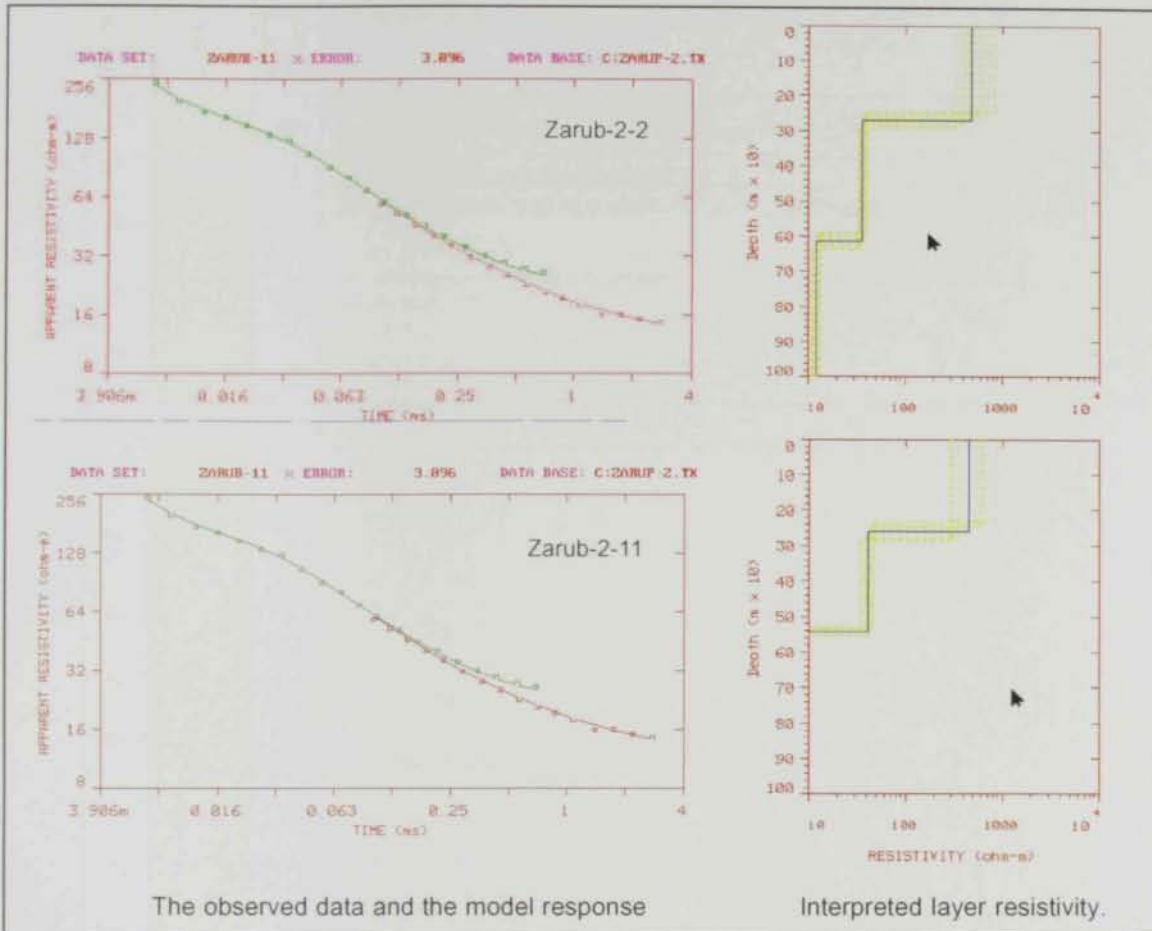 DATA SET: ZARUB-11 % ERROR: 3.096 DATA BASE: C:ZARUP-2.TX
256
128
64
32
16
8
APPARENT RESISTIVITY (ohm-m)
Zarub-2-2
3.906m 0.016 0.063 0.25 1 4
TIME (ms)
0
10
20
30
40
50
60
70
80
90
100
Depth (m x 10)
10 100 1000 10^4
DATA SET: ZARUB-11 % ERROR: 3.096 DATA BASE: C:ZARUP-2.TX
256
128
64
32
16
8
APPARENT RESISTIVITY (ohm-m)
Zarub-2-11
3.906m 0.016 0.063 0.25 1 4
TIME (ms)
0
10
20
30
40
50
60
70
80
90
100
Depth (m x 10)
10 100 1000 10^4
RESISTIVITY (ohm-m)
The observed data and the model response
Interpreted layer resistivity.